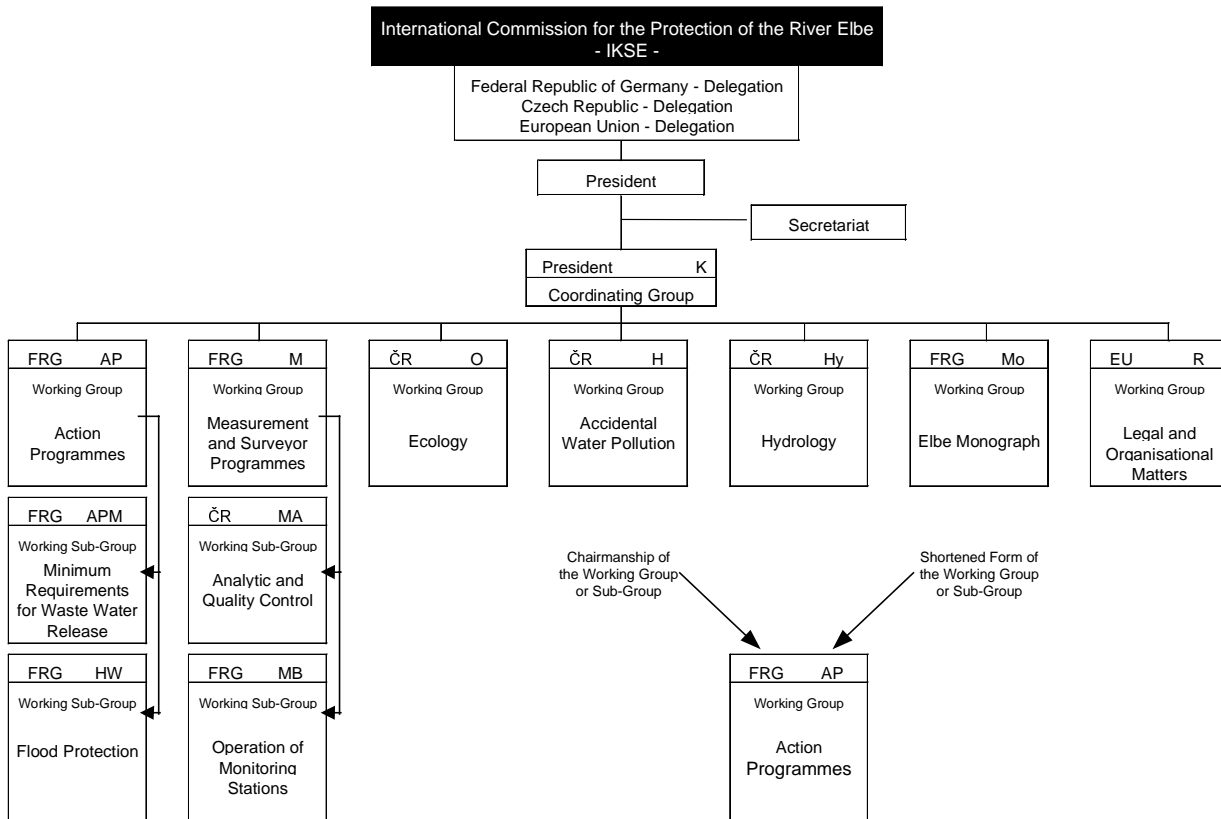 International Commission for the Protection of the River Elbe
- IKSE -
Federal Republic of Germany - Delegation
Czech Republic - Delegation
European Union - Delegation
President
Secretariat
President K
Coordinating Group
FRG AP
Working Group
Action
Programmes
FRG M
Working Group
Measurement
and Surveyor
Programmes
ČR O
Working Group
Ecology
ČR H
Working Group
Accidental
Water Pollution
ČR Hy
Working Group
Hydrology
FRG Mo
Working Group
Elbe Monograph
EU R
Working Group
Legal and
Organisational
Matters
FRG APM
Working Sub-Group
Minimum
Requirements
for Waste Water
Release
ČR MA
Working Sub-Group
Analytic and
Quality Control
FRG HW
Working Sub-Group
Flood Protection
FRG MB
Working Sub-Group
Operation of
Monitoring
Stations
Chairmanship of
the Working Group
or Sub-Group
Shortened Form of
the Working Group
or Sub-Group
FRG AP
Working Group
Action
Programmes